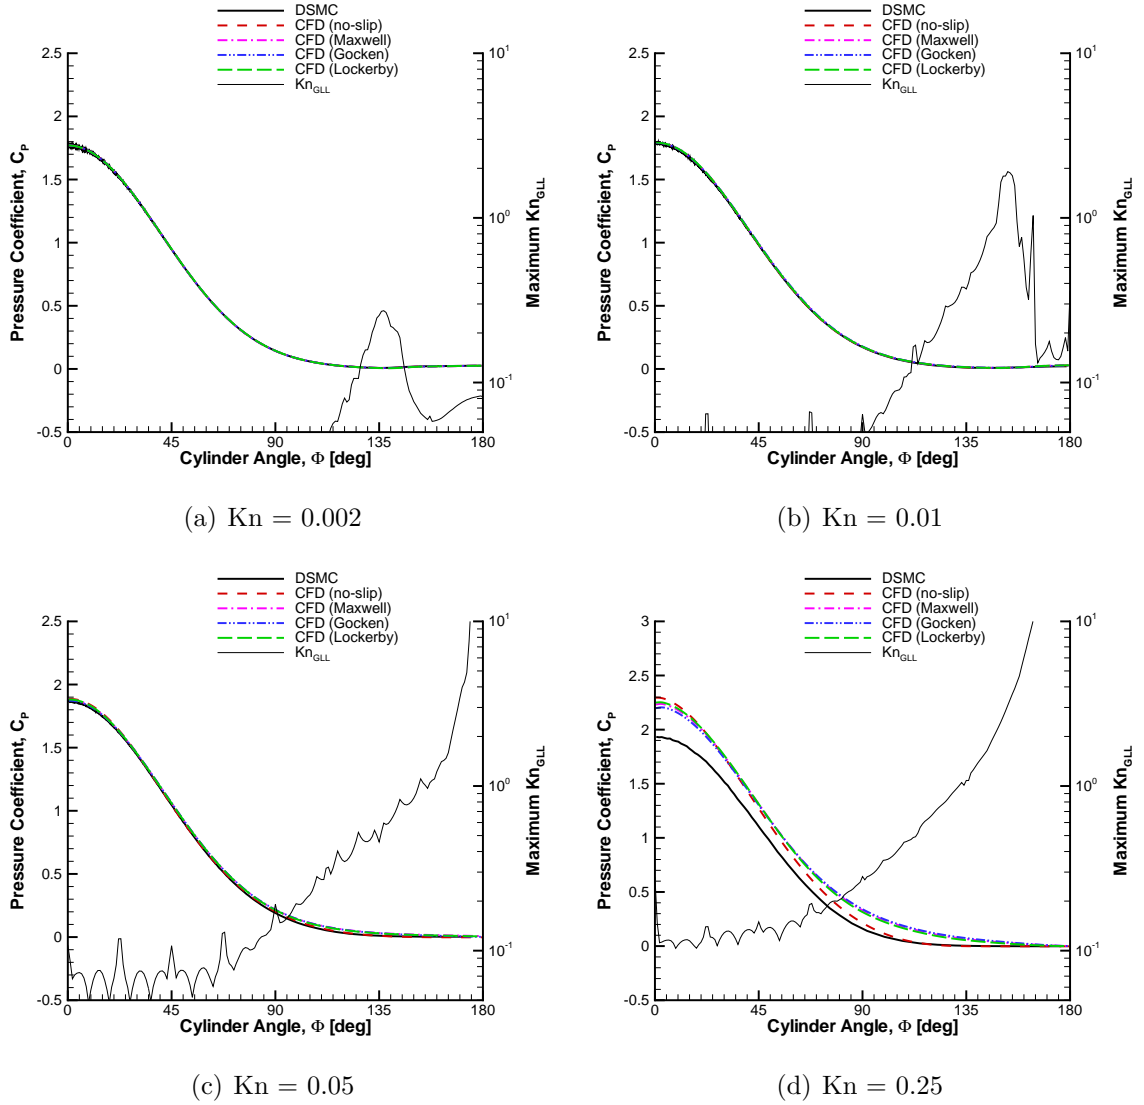 DSMC
CFD (no-slip)
CFD (Maxwell)
CFD (Gocken)
CFD (Lockerby)
Kn_GLL
Pressure Coefficient, C_P
2.5
2
1.5
1
0.5
0
-0.5
Maximum Kn_GLL
10^1
10^0
10^-1
0 45 90 135 180
Cylinder Angle, Φ [deg]
(a) Kn = 0.002
DSMC
CFD (no-slip)
CFD (Maxwell)
CFD (Gocken)
CFD (Lockerby)
Kn_GLL
Pressure Coefficient, C_P
2.5
2
1.5
1
0.5
0
-0.5
Maximum Kn_GLL
10^1
10^0
10^-1
0 45 90 135 180
Cylinder Angle, Φ [deg]
(b) Kn = 0.01
DSMC
CFD (no-slip)
CFD (Maxwell)
CFD (Gocken)
CFD (Lockerby)
Kn_GLL
Pressure Coefficient, C_P
2.5
2
1.5
1
0.5
0
-0.5
Maximum Kn_GLL
10^1
10^0
10^-1
0 45 90 135 180
Cylinder Angle, Φ [deg]
(c) Kn = 0.05
DSMC
CFD (no-slip)
CFD (Maxwell)
CFD (Gocken)
CFD (Lockerby)
Kn_GLL
Pressure Coefficient, C_P
3
2.5
2
1.5
1
0.5
0
-0.5
Maximum Kn_GLL
10^1
10^0
10^-1
0 45 90 135 180
Cylinder Angle, Φ [deg]
(d) Kn = 0.25